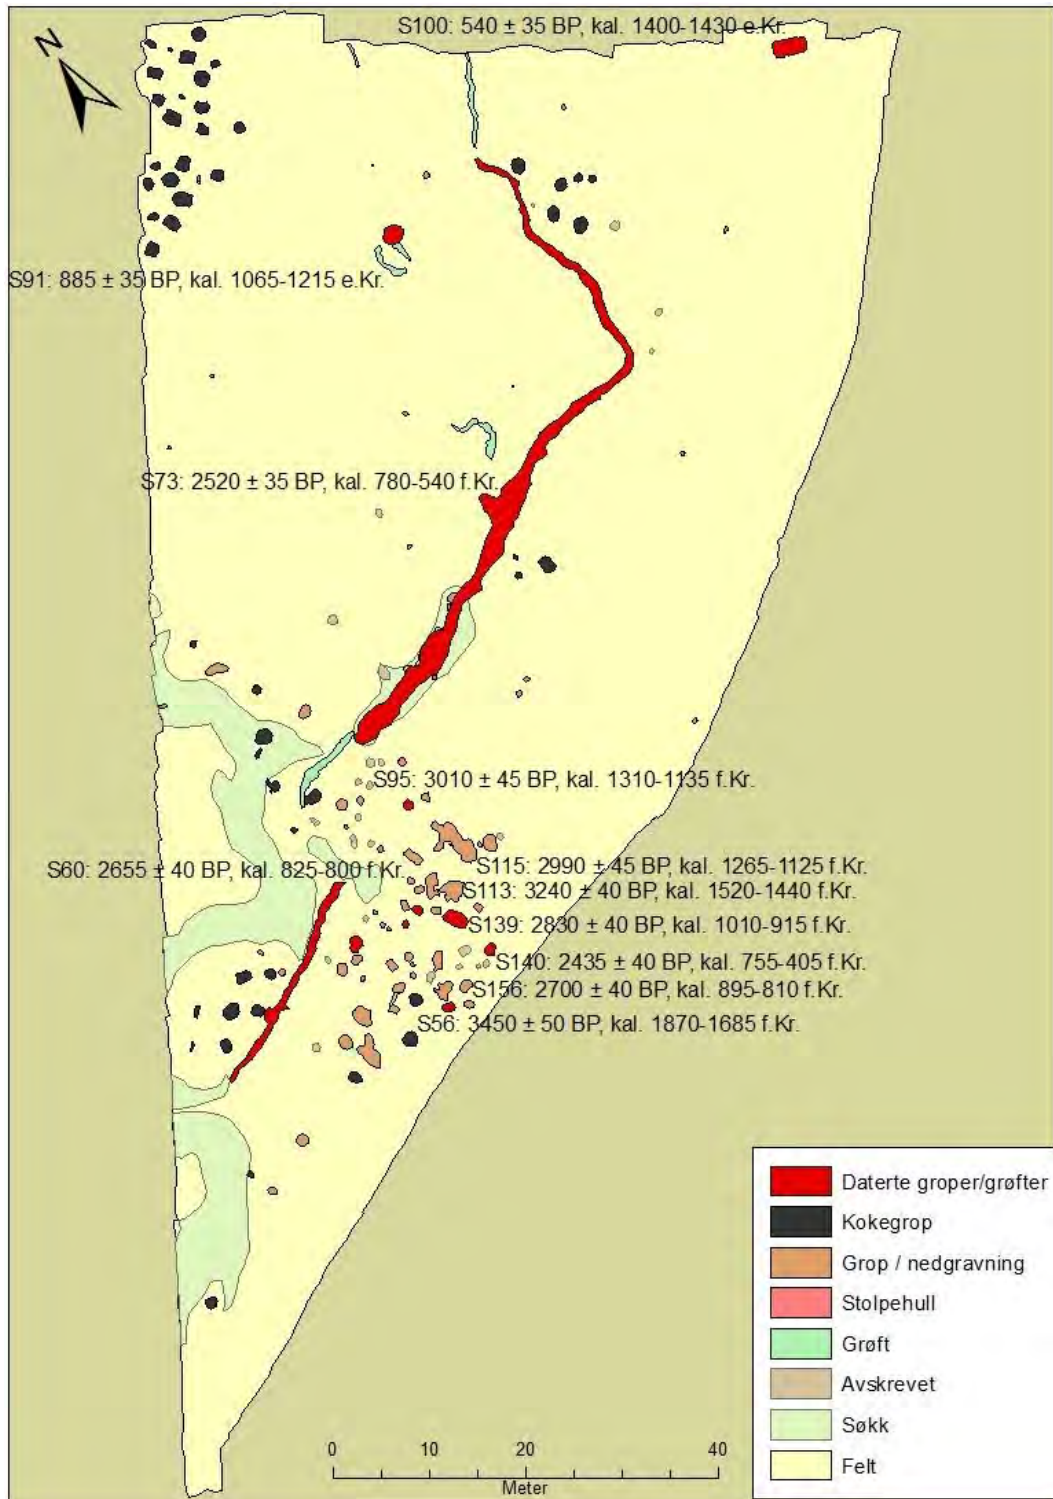 S100: 540 ± 35 BP, kal. 1400-1430 e.Kr.
N
S91: 885 ± 35 BP, kal. 1065-1215 e.Kr.
S73: 2520 ± 35 BP, kal. 780-540 f.Kr.
S95: 3010 ± 45 BP, kal. 1310-1135 f.Kr.
S60: 2655 ± 40 BP, kal. 825-800 f.Kr.
S115: 2990 ± 45 BP, kal. 1265-1125 f.Kr.
S113: 3240 ± 40 BP, kal. 1520-1440 f.Kr.
S139: 2830 ± 40 BP, kal. 1010-915 f.Kr.
S140: 2435 ± 40 BP, kal. 755-405 f.Kr.
S156: 2700 ± 40 BP, kal. 895-810 f.Kr.
S56: 3450 ± 50 BP, kal. 1870-1685 f.Kr.
Daterte groper/grøfter
Kokegrop
Grop / nedgravning
Stolpehull
Grøft
Avskrevet
Søkk
Felt
0 10 20 40
Meter